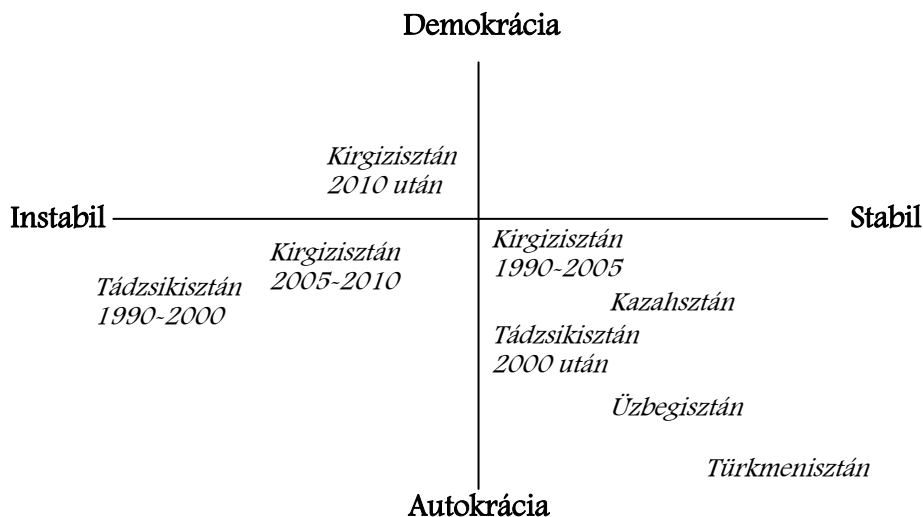 Demokrácia
Kirgizisztán
2010 után
Instabil
Stabil
Kirgizisztán
1990-2005
Kirgizisztán
2005-2010
Tádzsikisztán
1990-2000
Kazahsztán
Tádzsikisztán
2000 után
Üzbegisztán
Türkmenisztán
Autokrácia